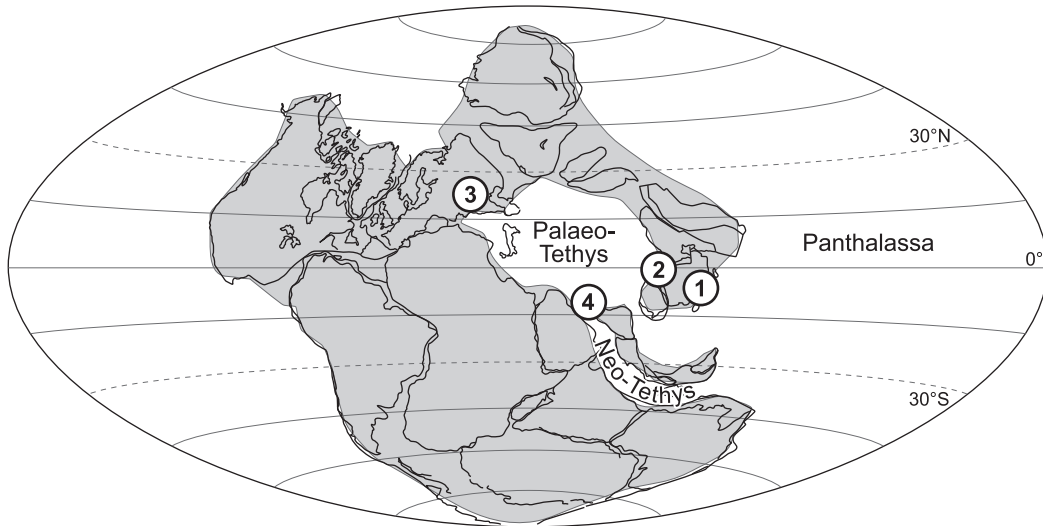 30°N
3
Palaeo-
Tethys
Panthalassa
0°
2
1
4
Neo-Tethys
30°S